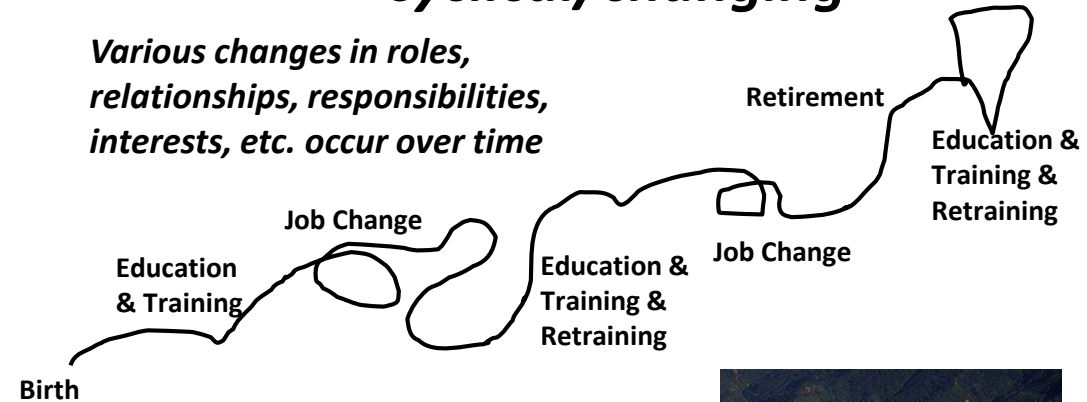 Various changes in roles,
relationships, responsibilities,
interests, etc. occur over time
Retirement
Education &
Training &
Retraining
Job Change
Education
& Training
Education &
Training &
Retraining
Job Change
Birth